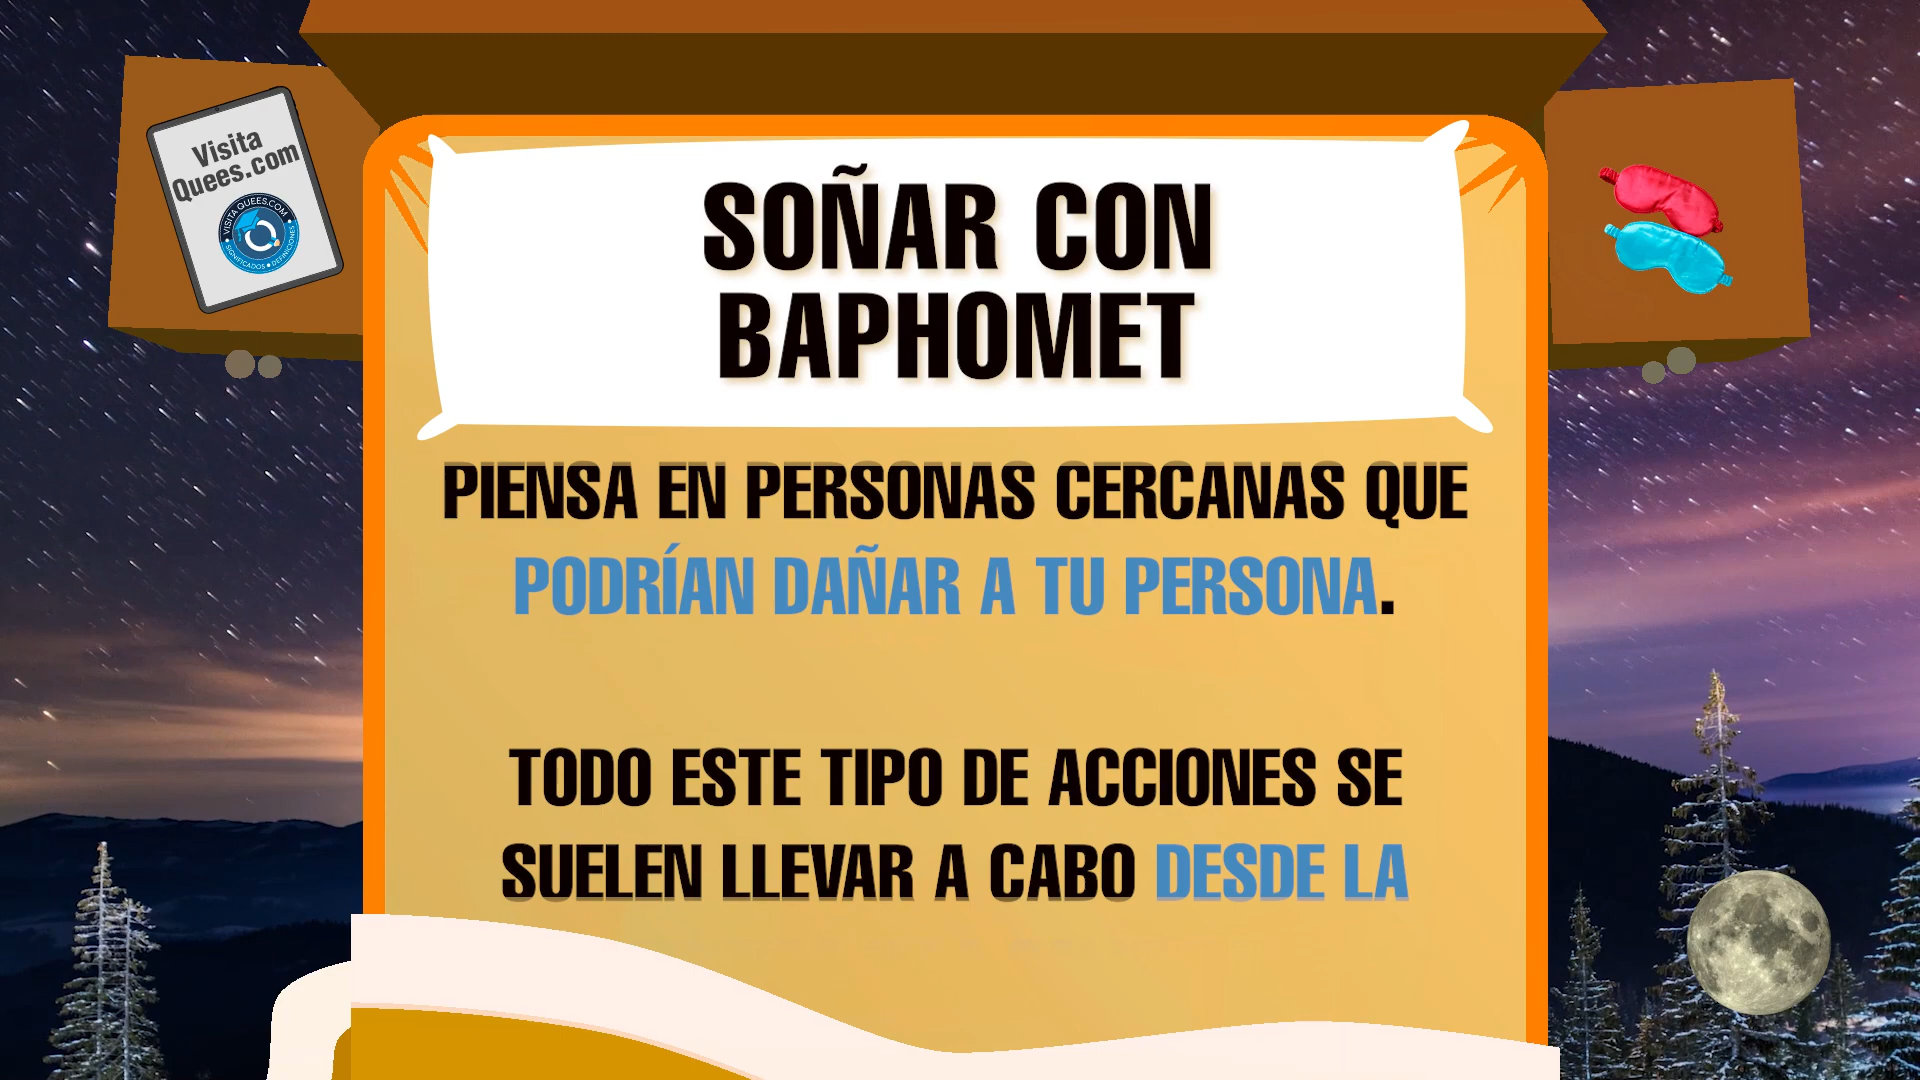 Visita
Quees.com
VISITA QUEES.COM
SIGNIFICADOS • DEFINICIONES
SOÑAR CON
BAPHOMET
PIENSA EN PERSONAS CERCANAS QUE
PODRÍAN DAÑAR A TU PERSONA.
TODO ESTE TIPO DE ACCIONES SE
SUELEN LLEVAR A CABO DESDE LA